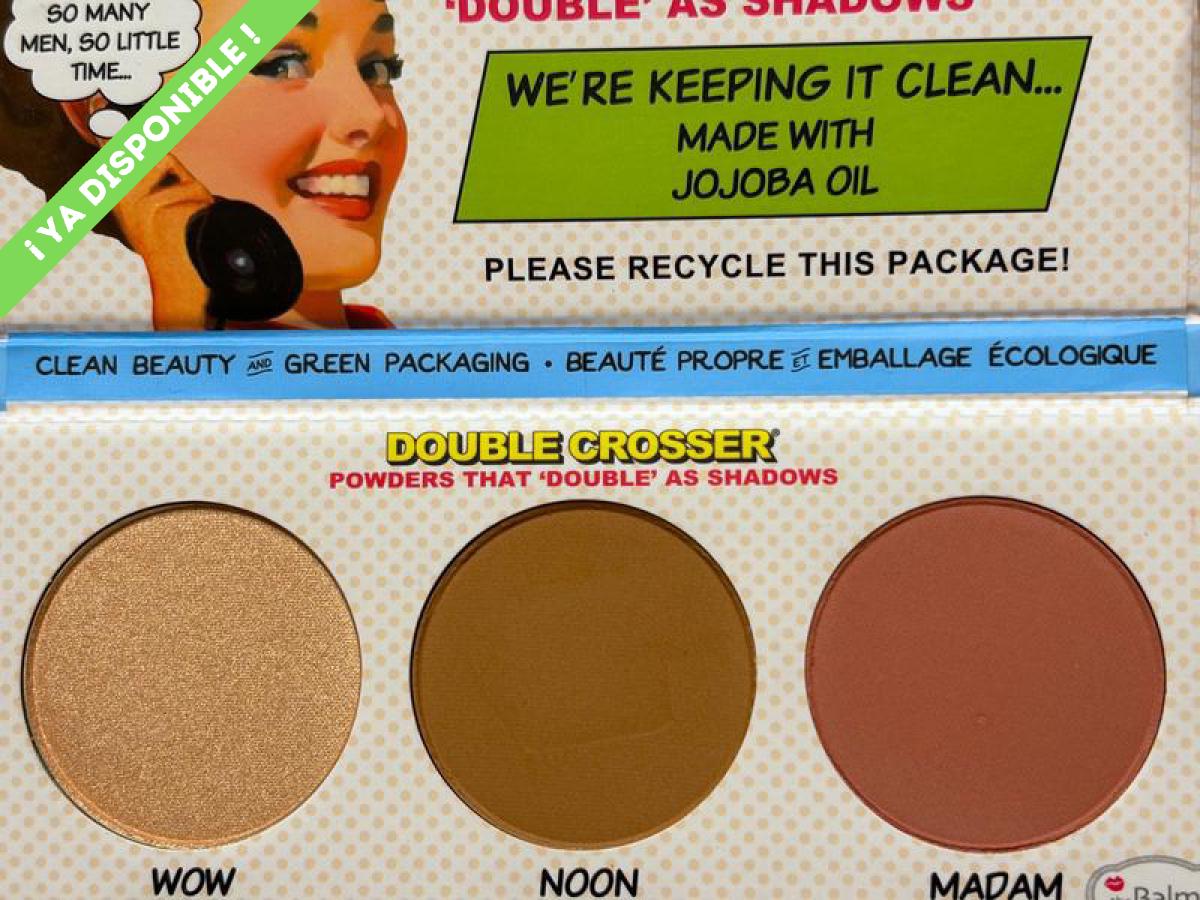 SO MANY
MEN, SO LITTLE
TIME...
¡YA DISPONIBLE!
'DOUBLE' AS SHADOWS
WE'RE KEEPING IT CLEAN...
MADE WITH
JOJOBA OIL
PLEASE RECYCLE THIS PACKAGE!
CLEAN BEAUTY AND GREEN PACKAGING • BEAUTÉ PROPRE ET EMBALLAGE ÉCOLOGIQUE
DOUBLE CROSSER®
POWDERS THAT 'DOUBLE' AS SHADOWS
WOW NOON MADAM
theBalm